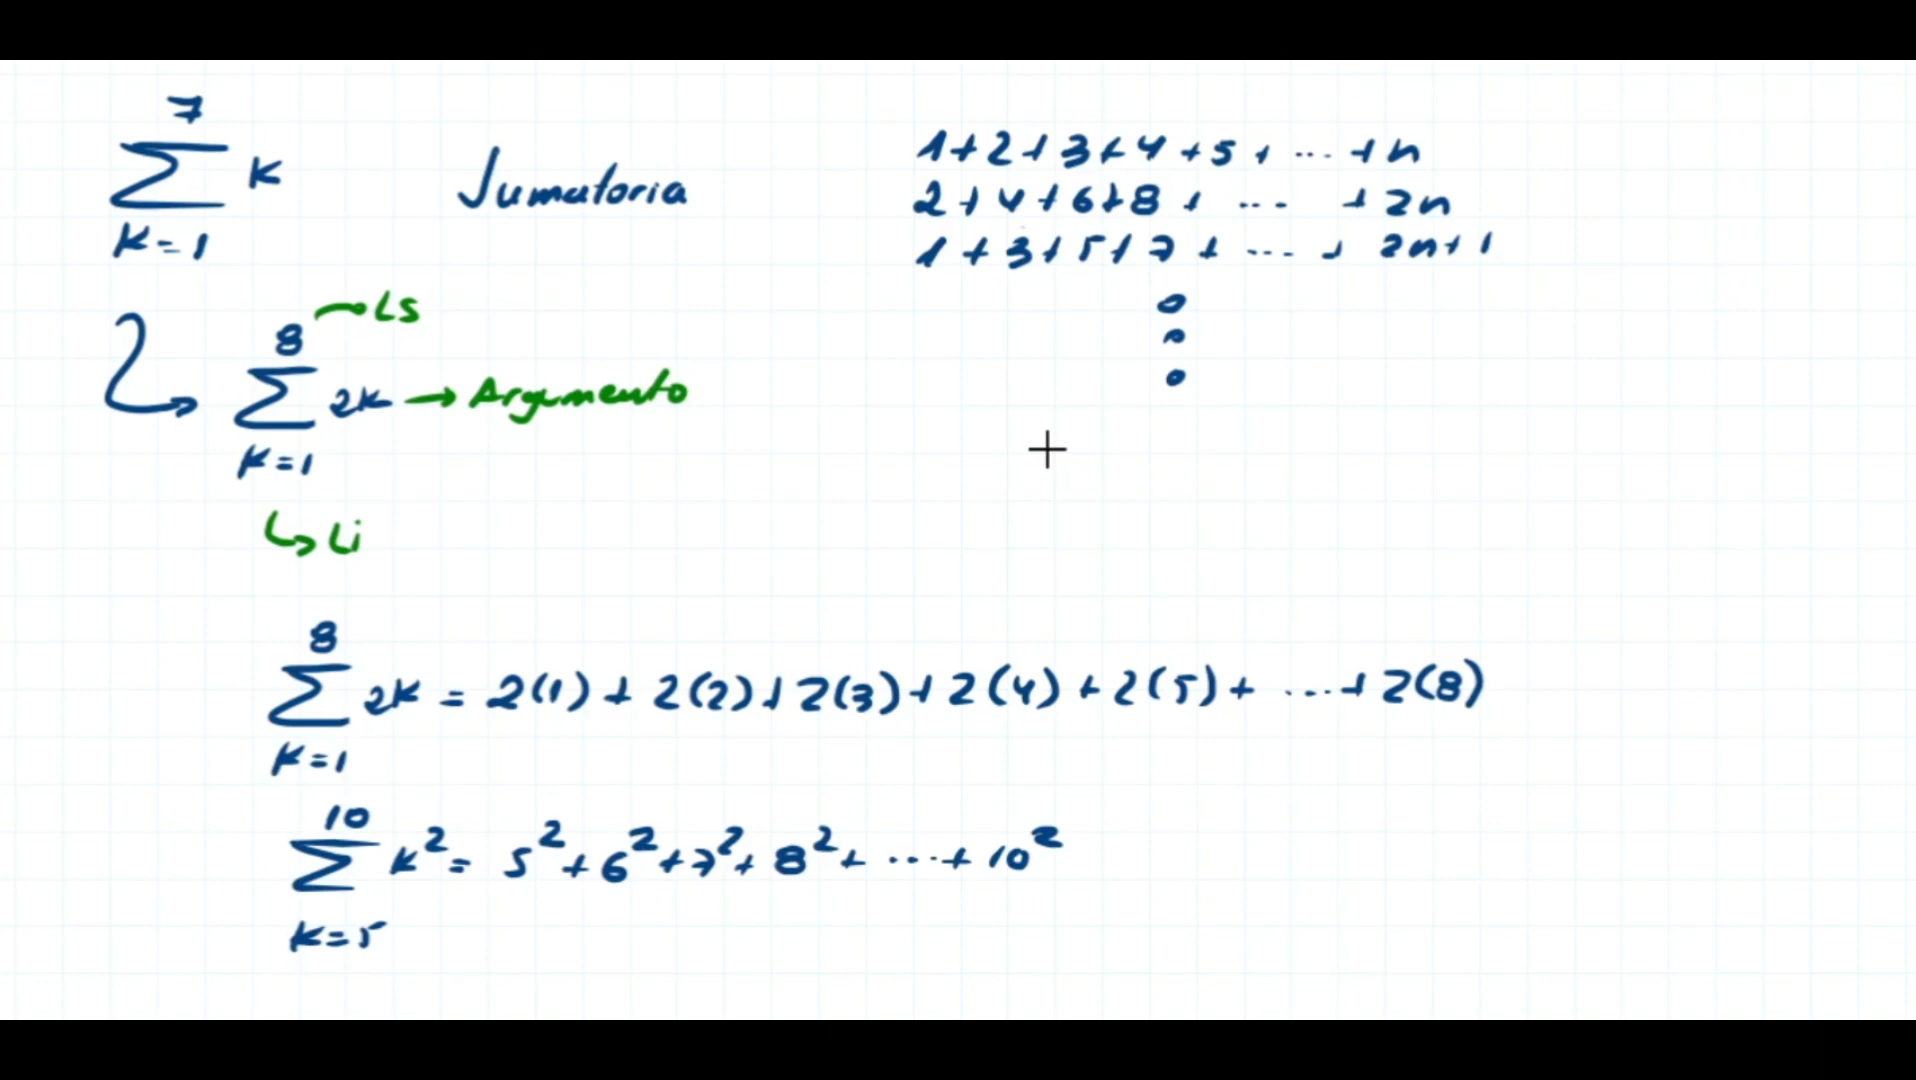 7
∑ k
k=1
Sumatoria
1+2+3+4+5+...+n
2+4+6+8+...+2n
1+3+5+7+...+2n+1
8 → Ls
∑ 2k → Argumento
k=1
↳ Li
8
∑ 2k = 2(1)+2(2)+2(3)+2(4)+2(5)+...+2(8)
k=1
10
∑ k² = 5²+6²+7²+8²+...+10²
k=5